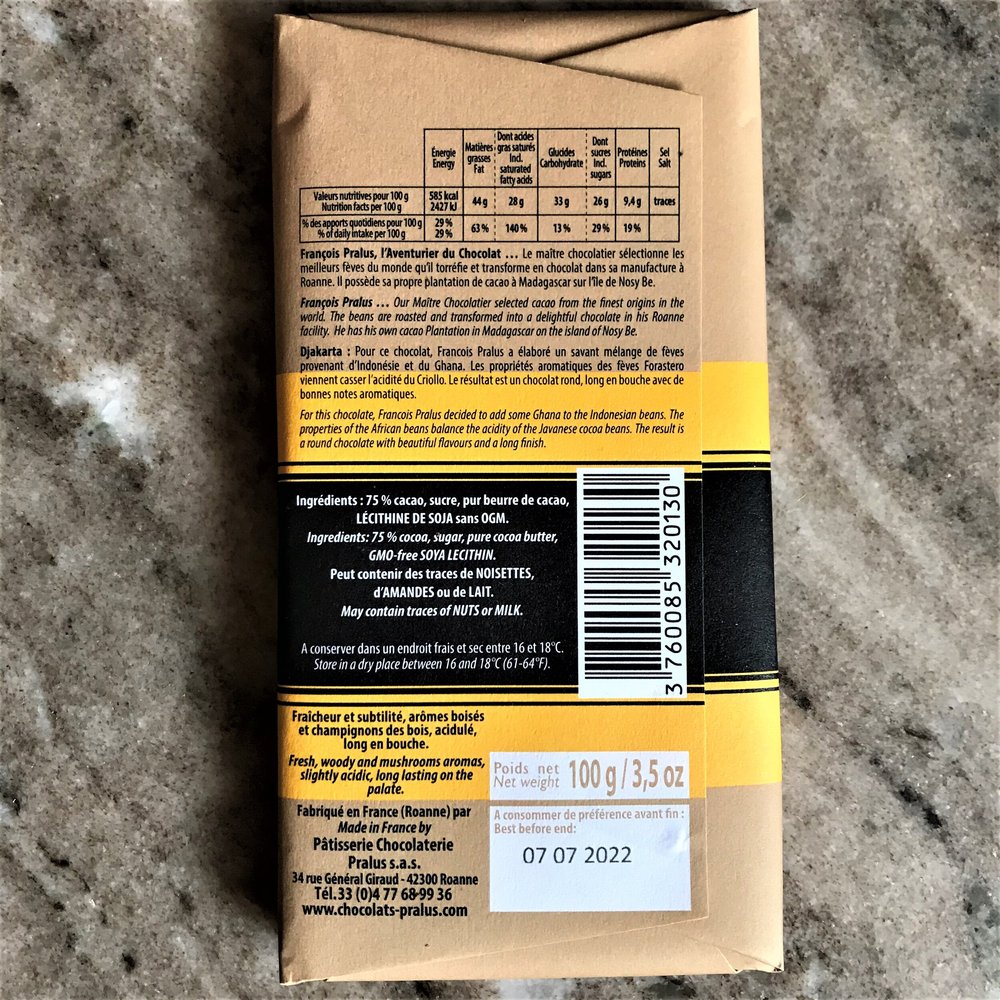 Énergie
Energy
Matières
grasses
Fat
Dont acides
gras saturés
Incl.
saturated
fatty acids
Glucides
Carbohydrate
Dont
sucres
Incl.
sugars
Protéines
Proteins
Sel
Salt
Valeurs nutritives pour 100 g
Nutrition facts per 100 g
585 kcal
2427 kJ
44 g
28 g
33 g
26 g
9,4 g
traces
% des apports quotidiens pour 100 g
% of daily intake per 100 g
29 %
29 %
63 %
140 %
13 %
29 %
19 %
François Pralus, l'Aventurier du Chocolat ... Le maître chocolatier sélectionne les
meilleurs fèves du monde qu'il torréfie et transforme en chocolat dans sa manufacture à
Roanne. Il possède sa propre plantation de cacao à Madagascar sur l'île de Nosy Be.
François Pralus ... Our Maître Chocolatier selected cacao from the finest origins in the
world. The beans are roasted and transformed into a delightful chocolate in his Roanne
facility. He has his own cacao Plantation in Madagascar on the island of Nosy Be.
Djakarta : Pour ce chocolat, Francois Pralus a élaboré un savant mélange de fèves
provenant d'Indonésie et du Ghana. Les propriétés aromatiques des fèves Forastero
viennent casser l'acidité du Criollo. Le résultat est un chocolat rond, long en bouche avec de
bonnes notes aromatiques.
For this chocolate, Francois Pralus decided to add some Ghana to the Indonesian beans. The
properties of the African beans balance the acidity of the Javanese cocoa beans. The result is
a round chocolate with beautiful flavours and a long finish.
Ingrédients : 75 % cacao, sucre, pur beurre de cacao,
LÉCITHINE DE SOJA sans OGM.
Ingredients: 75 % cocoa, sugar, pure cocoa butter,
GMO-free SOYA LECITHIN.
Peut contenir des traces de NOISETTES,
d'AMANDES ou de LAIT.
May contain traces of NUTS or MILK.
A conserver dans un endroit frais et sec entre 16 et 18°C.
Store in a dry place between 16 and 18°C (61-64°F).
3 760085 320130
Fraîcheur et subtilité, arômes boisés
et champignons des bois, acidulé,
long en bouche.
Fresh, woody and mushrooms aromas,
slightly acidic, long lasting on the
palate.
Poids net
Net weight
100 g / 3,5 oz
Fabriqué en France (Roanne) par
Made in France by
Pâtisserie Chocolaterie
Pralus s.a.s.
34 rue Général Giraud - 42300 Roanne
Tél. 33 (0)4 77 68 99 36
www.chocolats-pralus.com
A consommer de préférence avant fin :
Best before end:
07 07 2022